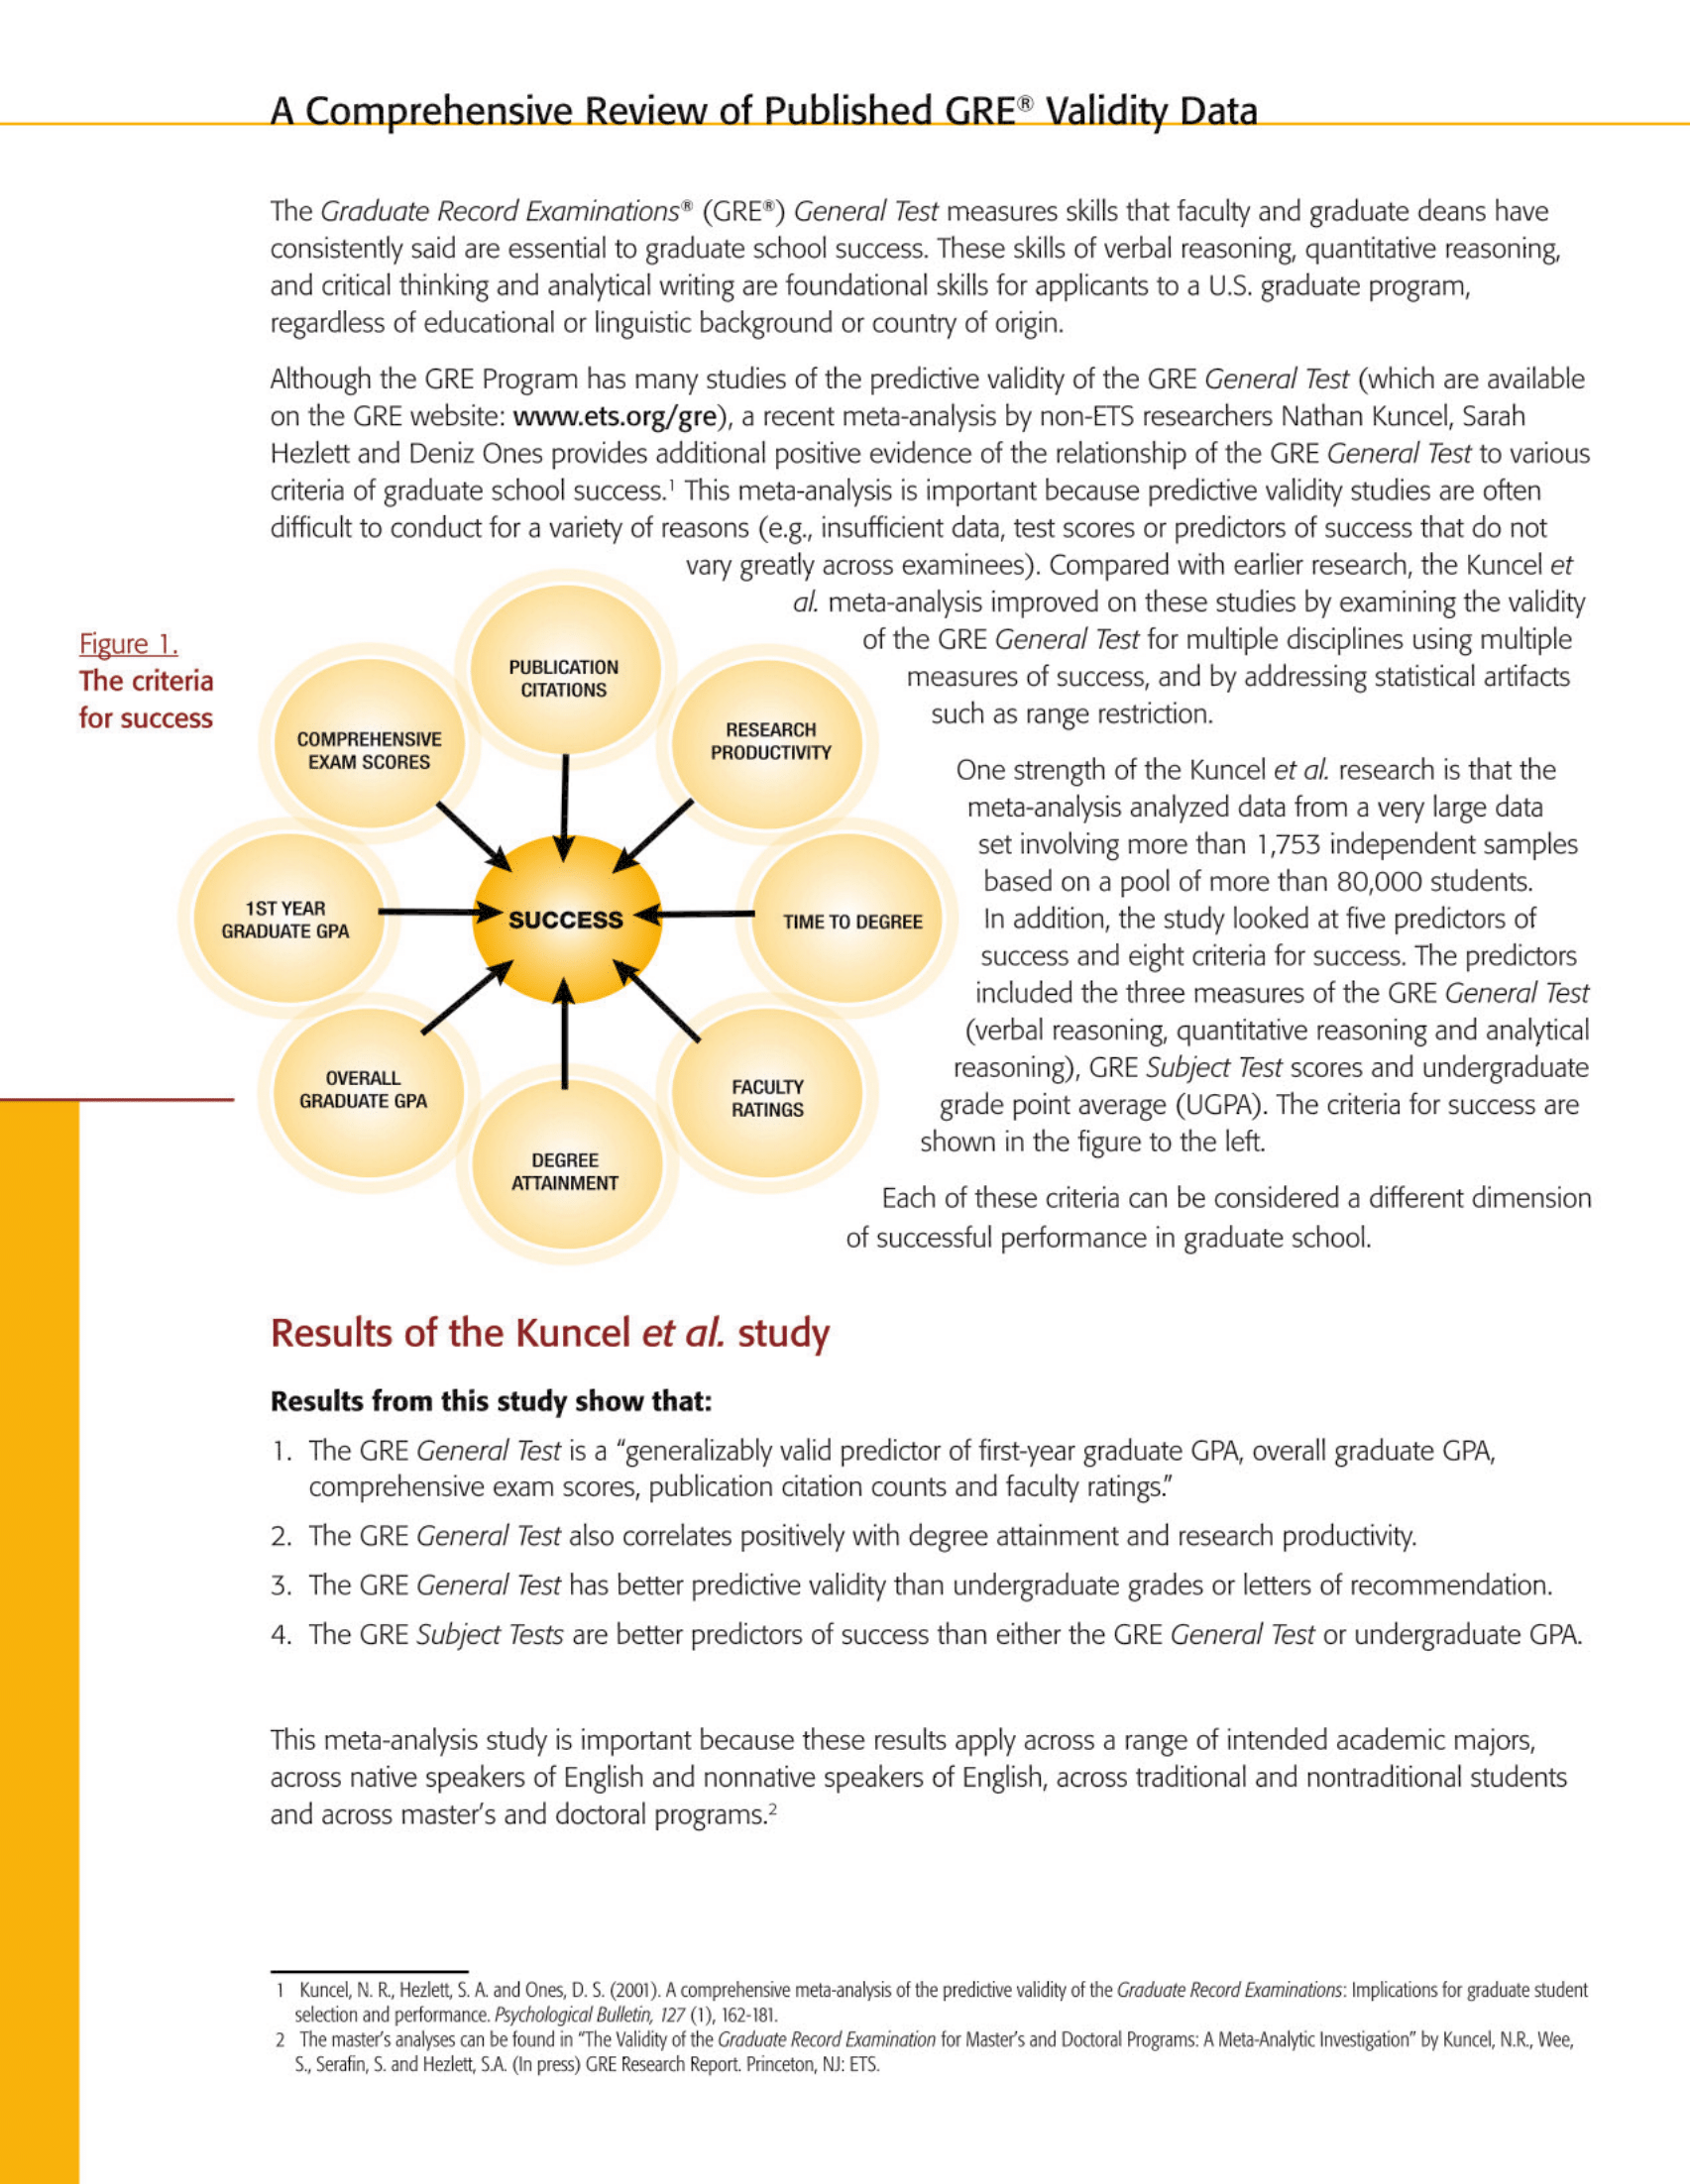 A Comprehensive Review of Published GRE® Validity Data
The Graduate Record Examinations® (GRE®) General Test measures skills that faculty and graduate deans have
consistently said are essential to graduate school success. These skills of verbal reasoning, quantitative reasoning,
and critical thinking and analytical writing are foundational skills for applicants to a U.S. graduate program,
regardless of educational or linguistic background or country of origin.
Although the GRE Program has many studies of the predictive validity of the GRE General Test (which are available
on the GRE website: www.ets.org/gre), a recent meta-analysis by non-ETS researchers Nathan Kuncel, Sarah
Hezlett and Deniz Ones provides additional positive evidence of the relationship of the GRE General Test to various
criteria of graduate school success.¹ This meta-analysis is important because predictive validity studies are often
difficult to conduct for a variety of reasons (e.g., insufficient data, test scores or predictors of success that do not
vary greatly across examinees). Compared with earlier research, the Kuncel et
al. meta-analysis improved on these studies by examining the validity
of the GRE General Test for multiple disciplines using multiple
measures of success, and by addressing statistical artifacts
such as range restriction.
Figure 1.
The criteria
for success
PUBLICATION
CITATIONS
COMPREHENSIVE
EXAM SCORES
RESEARCH
PRODUCTIVITY
1ST YEAR
GRADUATE GPA
SUCCESS
TIME TO DEGREE
OVERALL
GRADUATE GPA
FACULTY
RATINGS
DEGREE
ATTAINMENT
One strength of the Kuncel et al. research is that the
meta-analysis analyzed data from a very large data
set involving more than 1,753 independent samples
based on a pool of more than 80,000 students.
In addition, the study looked at five predictors of
success and eight criteria for success. The predictors
included the three measures of the GRE General Test
(verbal reasoning, quantitative reasoning and analytical
reasoning), GRE Subject Test scores and undergraduate
grade point average (UGPA). The criteria for success are
shown in the figure to the left.
Each of these criteria can be considered a different dimension
of successful performance in graduate school.
Results of the Kuncel et al. study
Results from this study show that:
1. The GRE General Test is a “generalizably valid predictor of first-year graduate GPA, overall graduate GPA,
comprehensive exam scores, publication citation counts and faculty ratings.”
2. The GRE General Test also correlates positively with degree attainment and research productivity.
3. The GRE General Test has better predictive validity than undergraduate grades or letters of recommendation.
4. The GRE Subject Tests are better predictors of success than either the GRE General Test or undergraduate GPA.
This meta-analysis study is important because these results apply across a range of intended academic majors,
across native speakers of English and nonnative speakers of English, across traditional and nontraditional students
and across master’s and doctoral programs.²
1 Kuncel, N. R., Hezlett, S. A. and Ones, D. S. (2001). A comprehensive meta-analysis of the predictive validity of the Graduate Record Examinations: Implications for graduate student
selection and performance. Psychological Bulletin, 127 (1), 162-181.
2 The master’s analyses can be found in “The Validity of the Graduate Record Examination for Master’s and Doctoral Programs: A Meta-Analytic Investigation” by Kuncel, N.R., Wee,
S., Serafin, S. and Hezlett, S.A. (In press) GRE Research Report. Princeton, NJ: ETS.